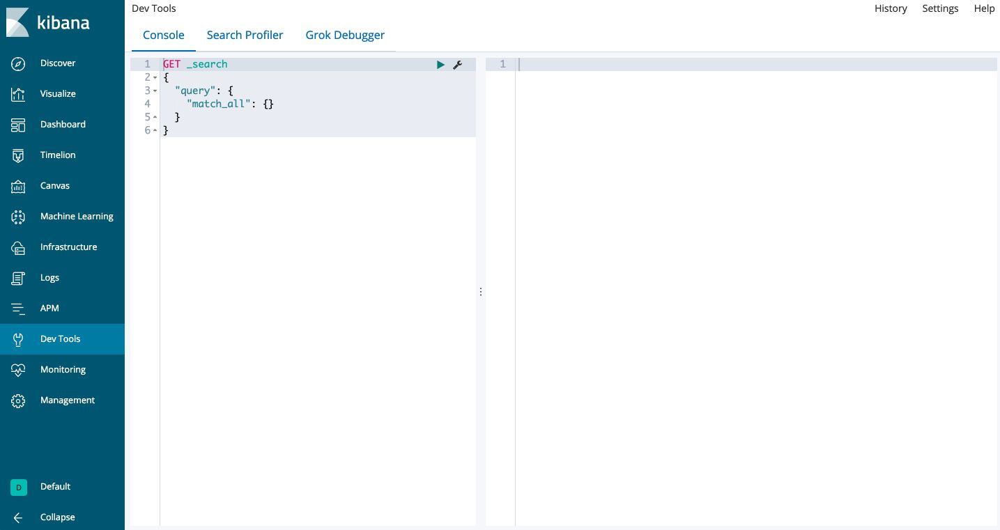 kibana
Discover
Visualize
Dashboard
Timelion
Canvas
Machine Learning
Infrastructure
Logs
APM
Dev Tools
Monitoring
Management
D Default
Collapse
Dev Tools
History Settings Help
Console Search Profiler Grok Debugger
1 GET _search
2 {
3   "query": {
4     "match_all": {}
5   }
6 }
1